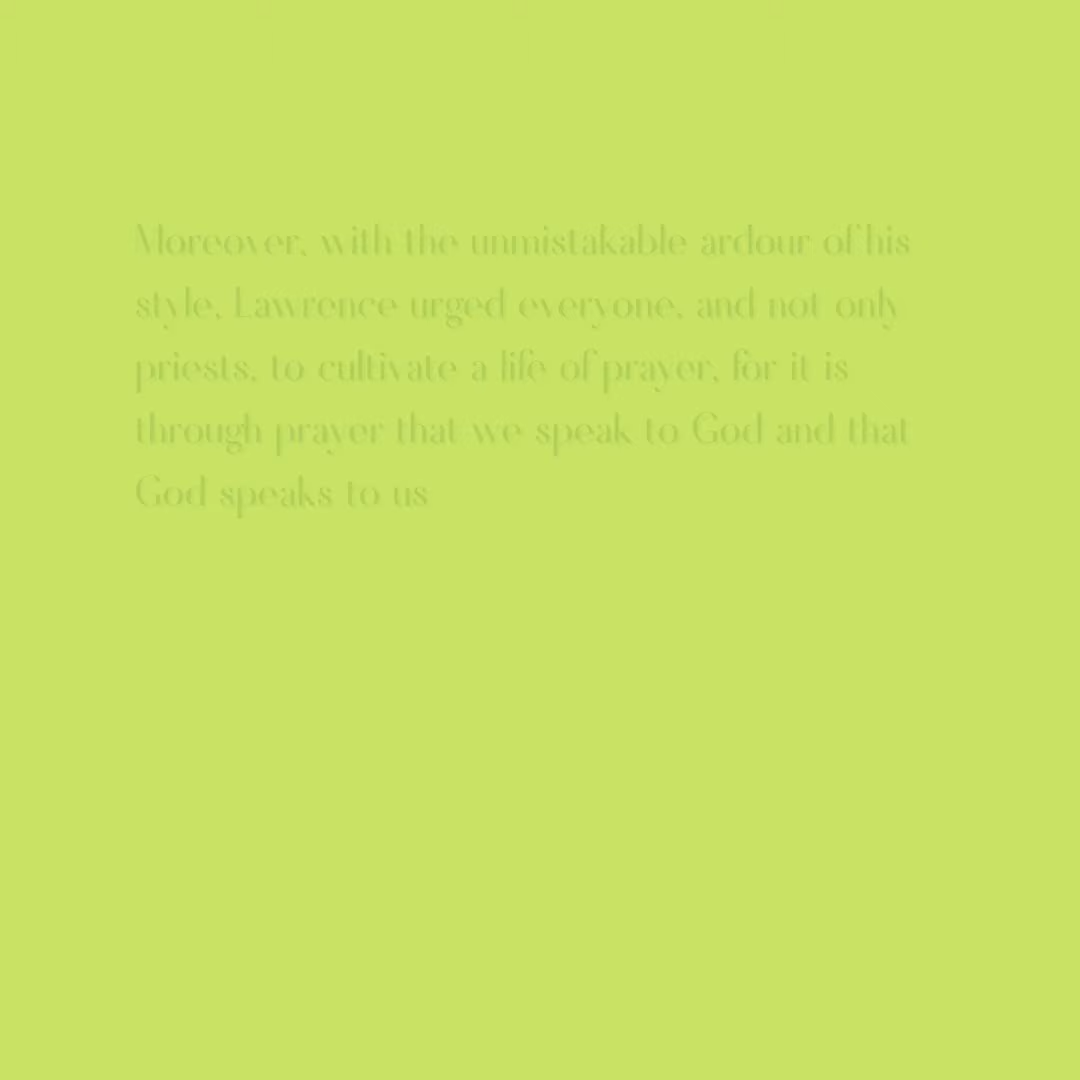 Moreover, with the unmistakable ardour of his
style, Lawrence urged everyone, and not only
priests, to cultivate a life of prayer, for it is
through prayer that we speak to God and that
God speaks to us